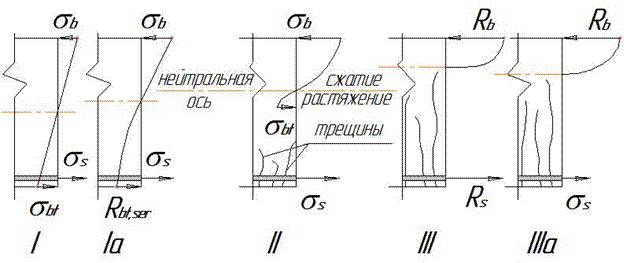 σb σb σb Rb Rb
нейтральная ось
сжатие
растяжение
σbt
трещины
σs σs
σbt Rbt,ser σs Rs σs
I Ia II III IIIa